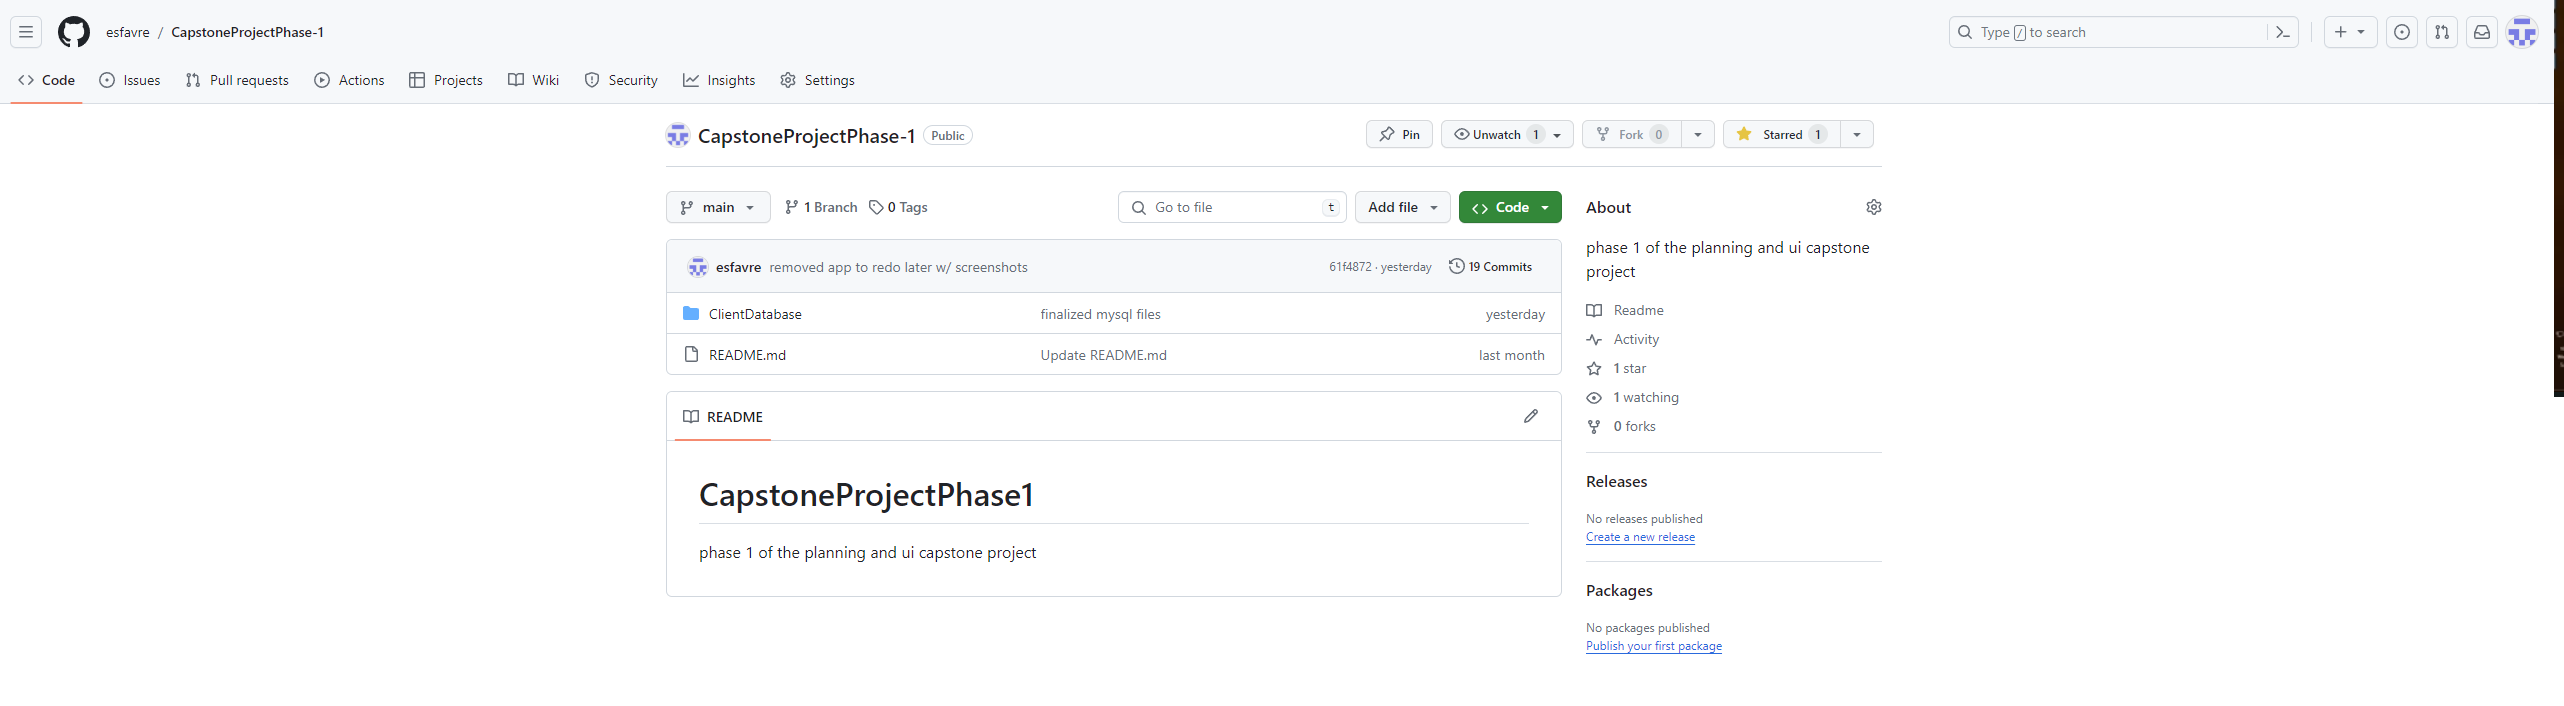 esfavre / CapstoneProjectPhase-1
Type / to search
Code Issues Pull requests Actions Projects Wiki Security Insights Settings
CapstoneProjectPhase-1 Public
Pin Unwatch 1 Fork 0 Starred 1
main 1 Branch 0 Tags Go to file t Add file Code
esfavre removed app to redo later w/ screenshots 61f4872 · yesterday 19 Commits
ClientDatabase finalized mysql files yesterday
README.md Update README.md last month
README
CapstoneProjectPhase1
phase 1 of the planning and ui capstone project
About
phase 1 of the planning and ui capstone
project
Readme
Activity
1 star
1 watching
0 forks
Releases
No releases published
Create a new release
Packages
No packages published
Publish your first package